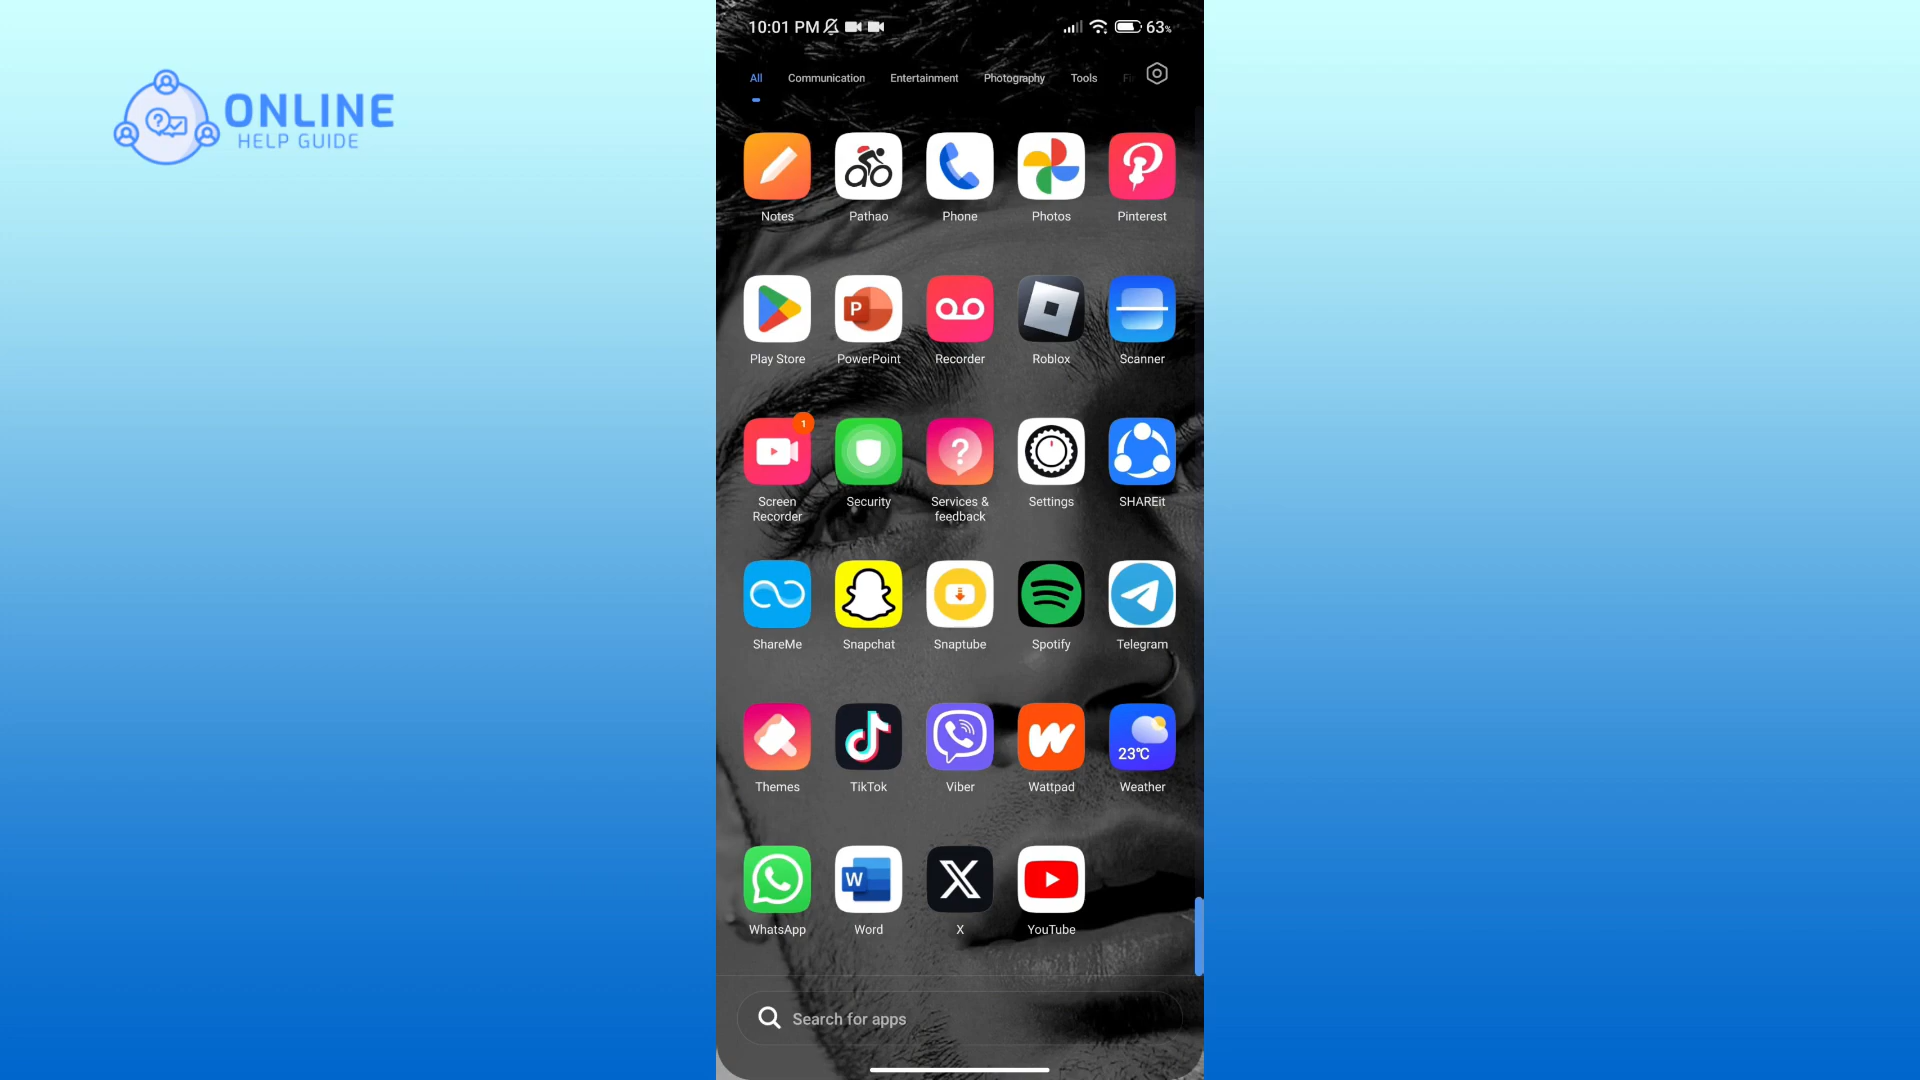 10:01 PM 63%
ONLINE
HELP GUIDE
All Communication Entertainment Photography Tools
Notes Pathao Phone Photos Pinterest
P
Play Store PowerPoint Recorder Roblox Scanner
1
?
Screen Recorder Security Services & feedback Settings SHAREit
ShareMe Snapchat Snaptube Spotify Telegram
23°C
Themes TikTok Viber Wattpad Weather
W
WhatsApp Word X YouTube
Search for apps